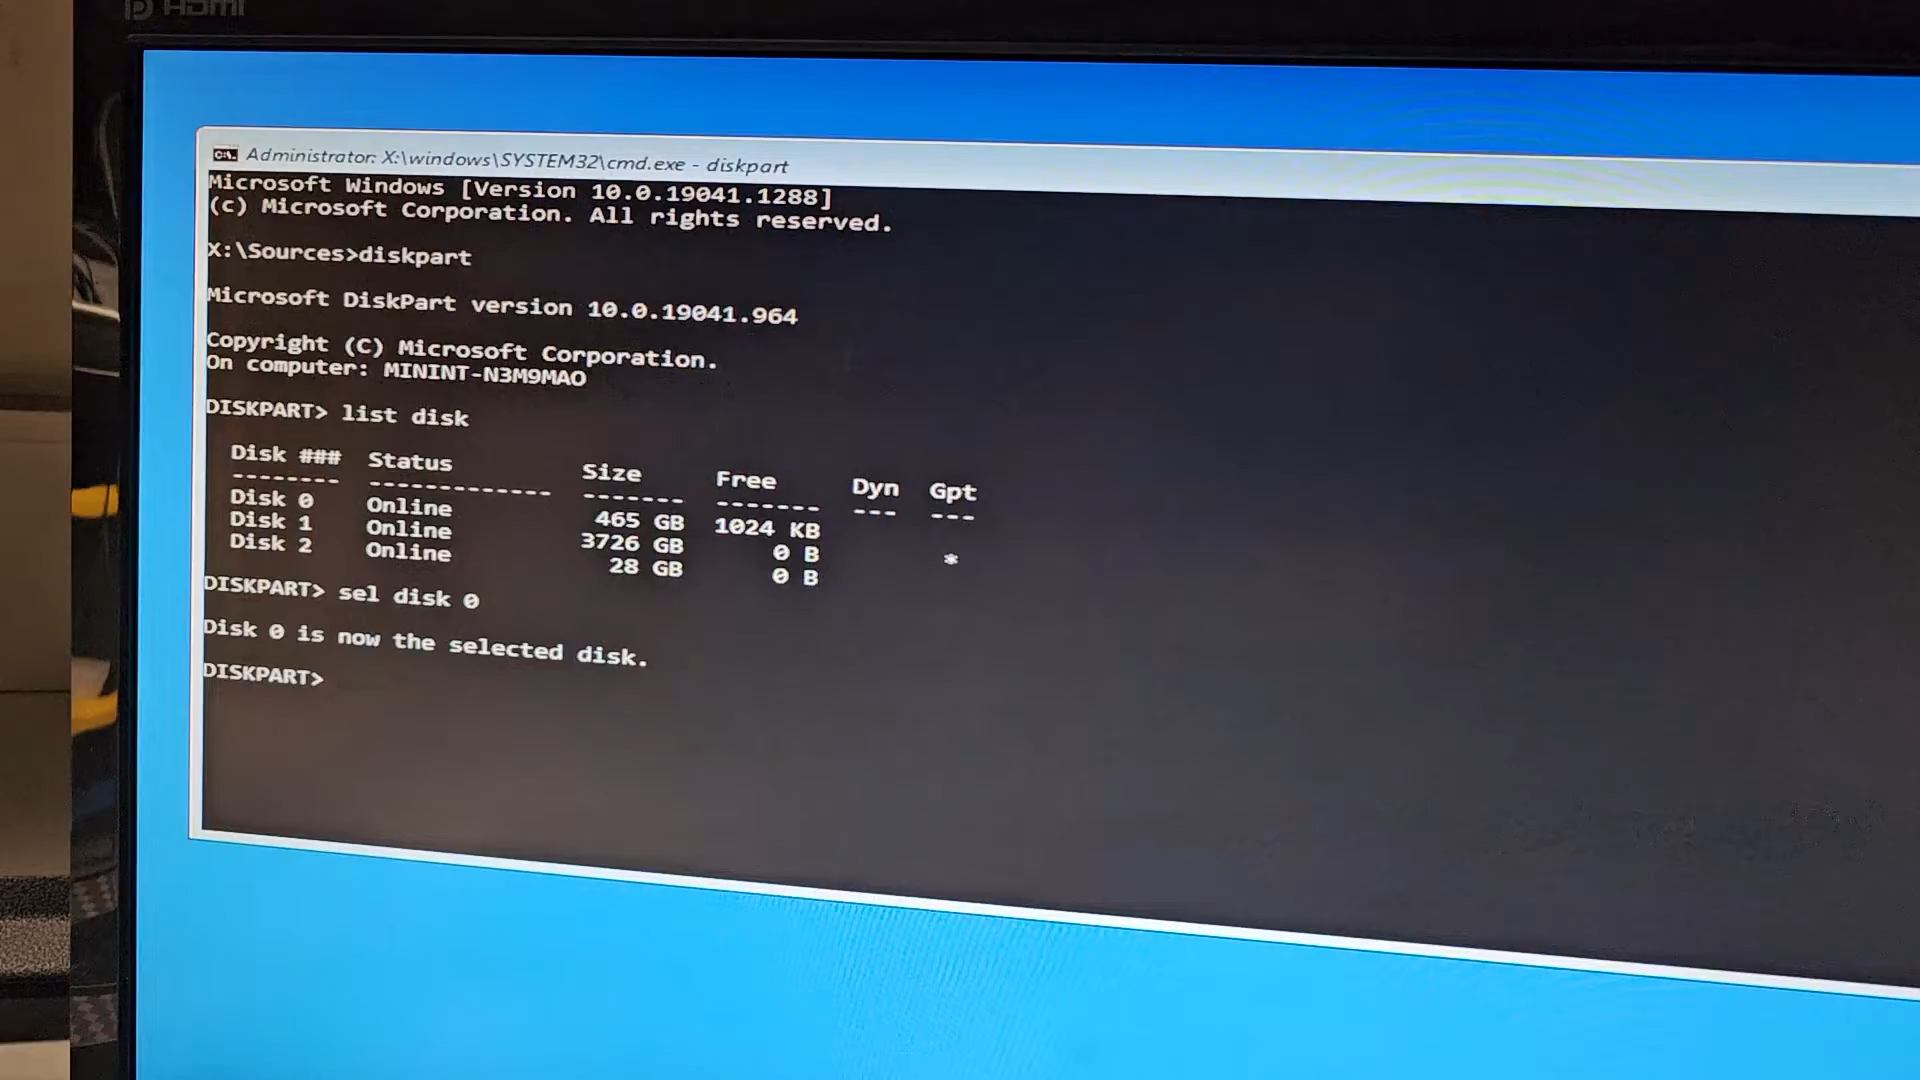 HDMI
Administrator: X:\windows\SYSTEM32\cmd.exe - diskpart
Microsoft Windows [Version 10.0.19041.1288]
(c) Microsoft Corporation. All rights reserved.
X:\Sources>diskpart
Microsoft DiskPart version 10.0.19041.964
Copyright (C) Microsoft Corporation.
On computer: MININT-N3M9MAO
DISKPART> list disk
Disk ### Status Size Free Dyn Gpt
-------- ------------- ------- ------- --- ---
Disk 0 Online 465 GB 1024 KB
Disk 1 Online 3726 GB 0 B *
Disk 2 Online 28 GB 0 B
DISKPART> sel disk 0
Disk 0 is now the selected disk.
DISKPART>